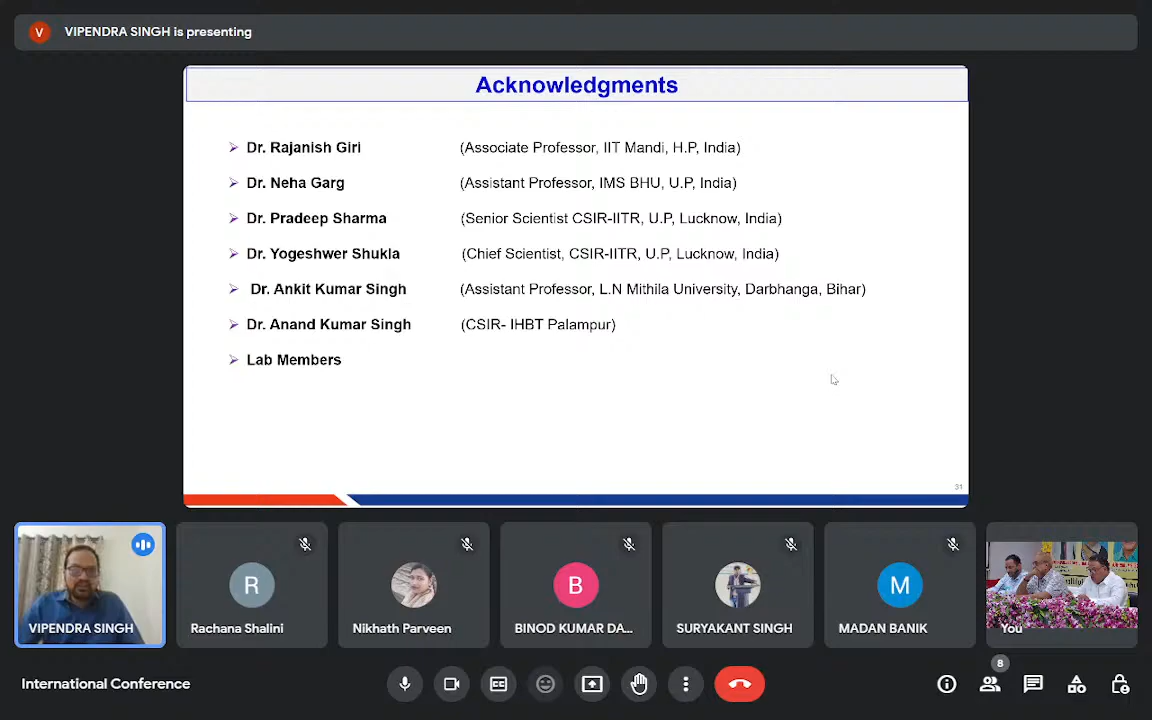 V VIPENDRA SINGH is presenting
Acknowledgments
Dr. Rajanish Giri (Associate Professor, IIT Mandi, H.P, India)
Dr. Neha Garg (Assistant Professor, IMS BHU, U.P, India)
Dr. Pradeep Sharma (Senior Scientist CSIR-IITR, U.P, Lucknow, India)
Dr. Yogeshwer Shukla (Chief Scientist, CSIR-IITR, U.P, Lucknow, India)
Dr. Ankit Kumar Singh (Assistant Professor, L.N Mithila University, Darbhanga, Bihar)
Dr. Anand Kumar Singh (CSIR- IHBT Palampur)
Lab Members
31
R B M
VIPENDRA SINGH Rachana Shalini Nikhath Parveen BINOD KUMAR DA... SURYAKANT SINGH MADAN BANIK You
8
International Conference